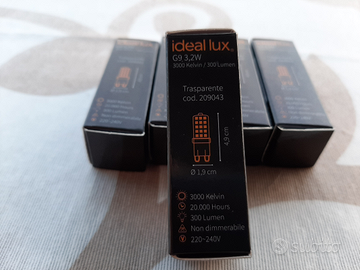 ideal lux
G9 3,2W
3000 Kelvin / 300 Lumen
Trasparente
cod. 209043
4,9 cm
Ø 1,9 cm
3000 Kelvin
20.000 Hours
300 Lumen
Non dimmerabile
220~240V
subito